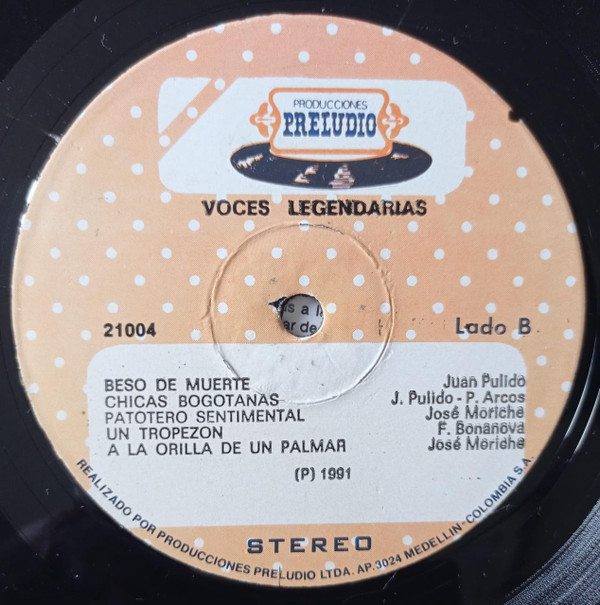 PRODUCCIONES
PRELUDIO
VOCES LEGENDARIAS
21004
Lado B
BESO DE MUERTE Juan Pulido
CHICAS BOGOTANAS J. Pulido - P. Arcos
PATOTERO SENTIMENTAL José Moriche
UN TROPEZON F. Bonanova
A LA ORILLA DE UN PALMAR José Moriche
(P) 1991
STEREO
REALIZADO POR PRODUCCIONES PRELUDIO LTDA. AP. 3024 MEDELLIN-COLOMBIA S.A.